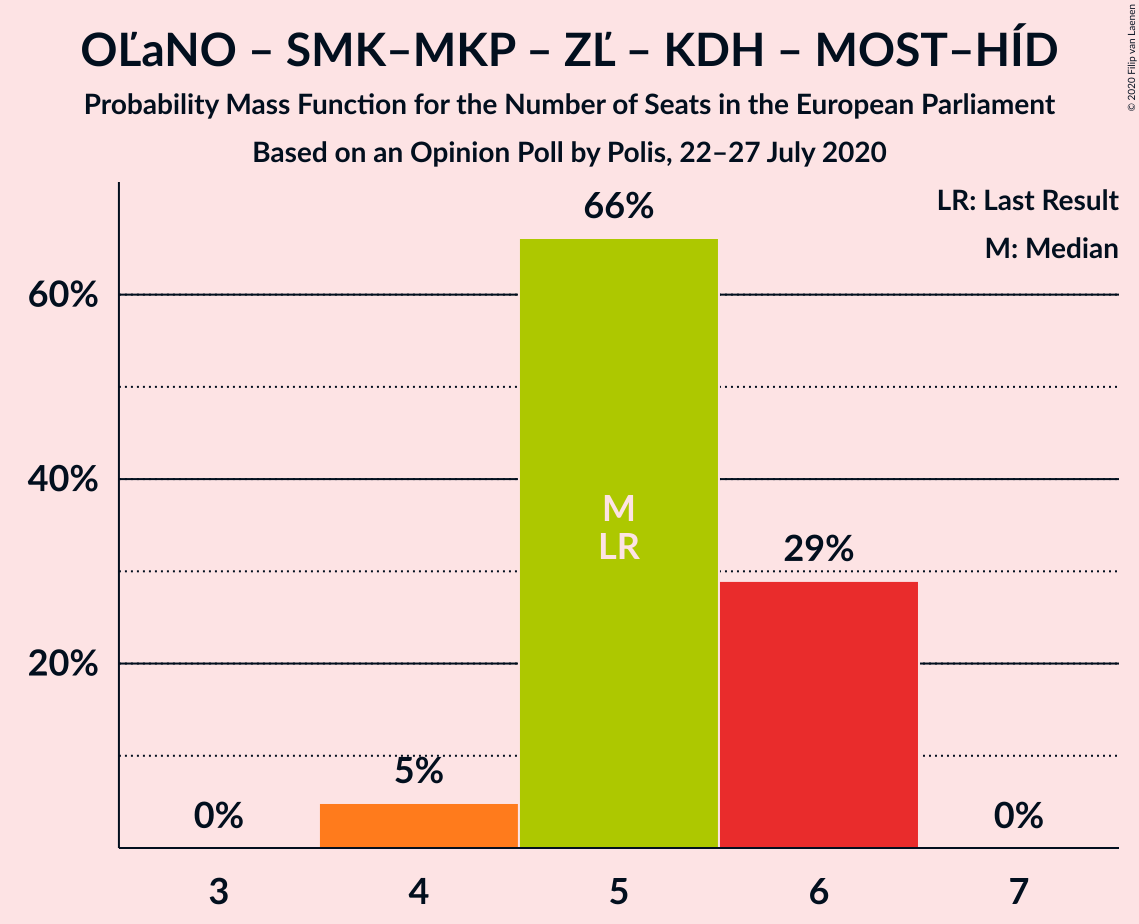 OĽaNO – SMK–MKP – ZĽ – KDH – MOST–HÍD
Probability Mass Function for the Number of Seats in the European Parliament
Based on an Opinion Poll by Polis, 22–27 July 2020
© 2020 Filip van Laenen
LR: Last Result
M: Median
66%
60%
40%
M
LR
29%
20%
5%
0%
0%
3
4
5
6
7